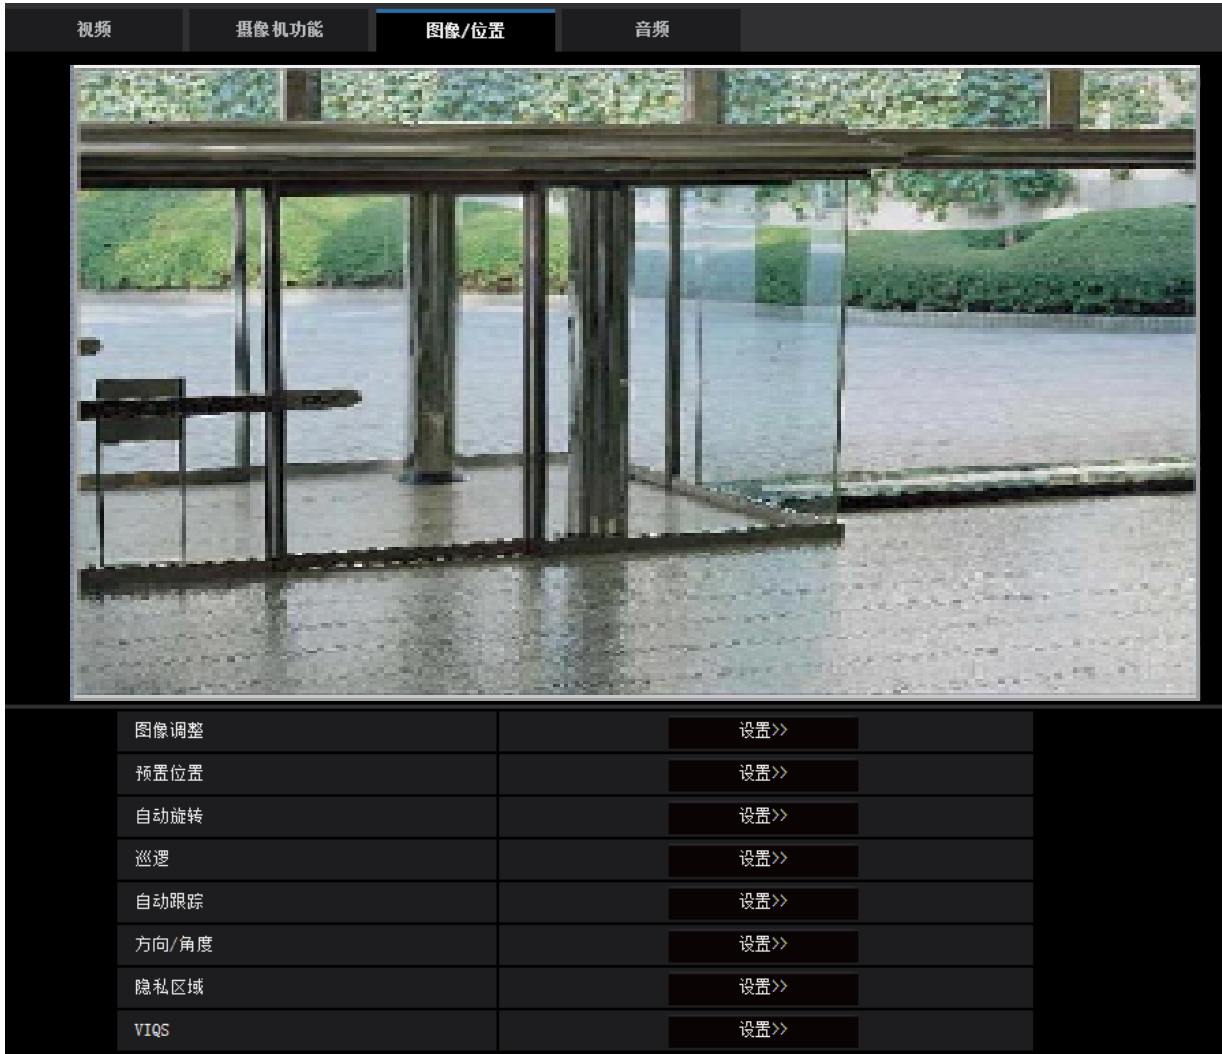 视频 摄像机功能 图像/位置 音频
图像调整 设置>>
预置位置 设置>>
自动旋转 设置>>
巡逻 设置>>
自动跟踪 设置>>
方向/角度 设置>>
隐私区域 设置>>
VIQS 设置>>